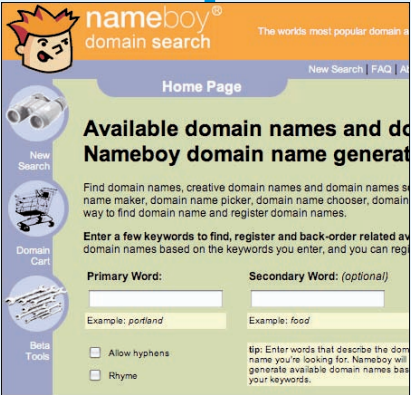 nameboy®
domain search
The worlds most popular domain a
New Search | FAQ | Ab
Home Page
New
Search
Domain
Cart
Beta
Tools
Available domain names and do
Nameboy domain name generat
Find domain names, creative domain names and domain names s
name maker, domain name picker, domain name chooser, domain
way to find domain name and register domain names.
Enter a few keywords to find, register and back-order related av
domain names based on the keywords you enter, and you can regi
Primary Word:
Secondary Word: (optional)
Example: portland
Example: food
Allow hyphens
Rhyme
tip: Enter words that describe the dom
name you're looking for. Nameboy will
generate available domain names bas
your keywords.